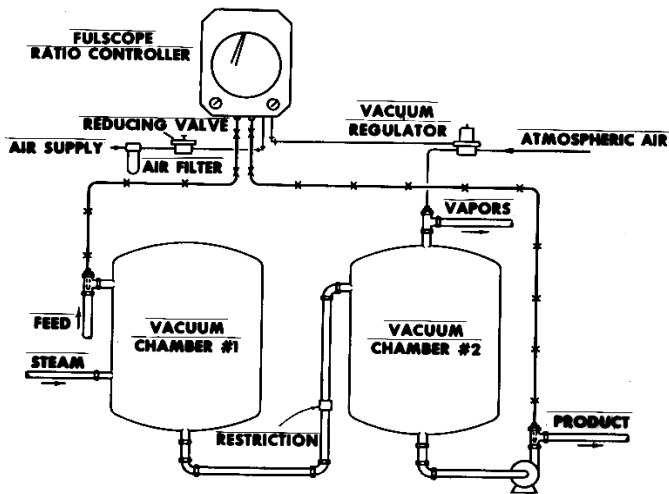 FULSCOPE
RATIO CONTROLLER
REDUCING VALVE
VACUUM
REGULATOR
AIR SUPPLY
ATMOSPHERIC AIR
AIR FILTER
VAPORS
FEED
VACUUM
CHAMBER #1
VACUUM
CHAMBER #2
STEAM
RESTRICTION
PRODUCT